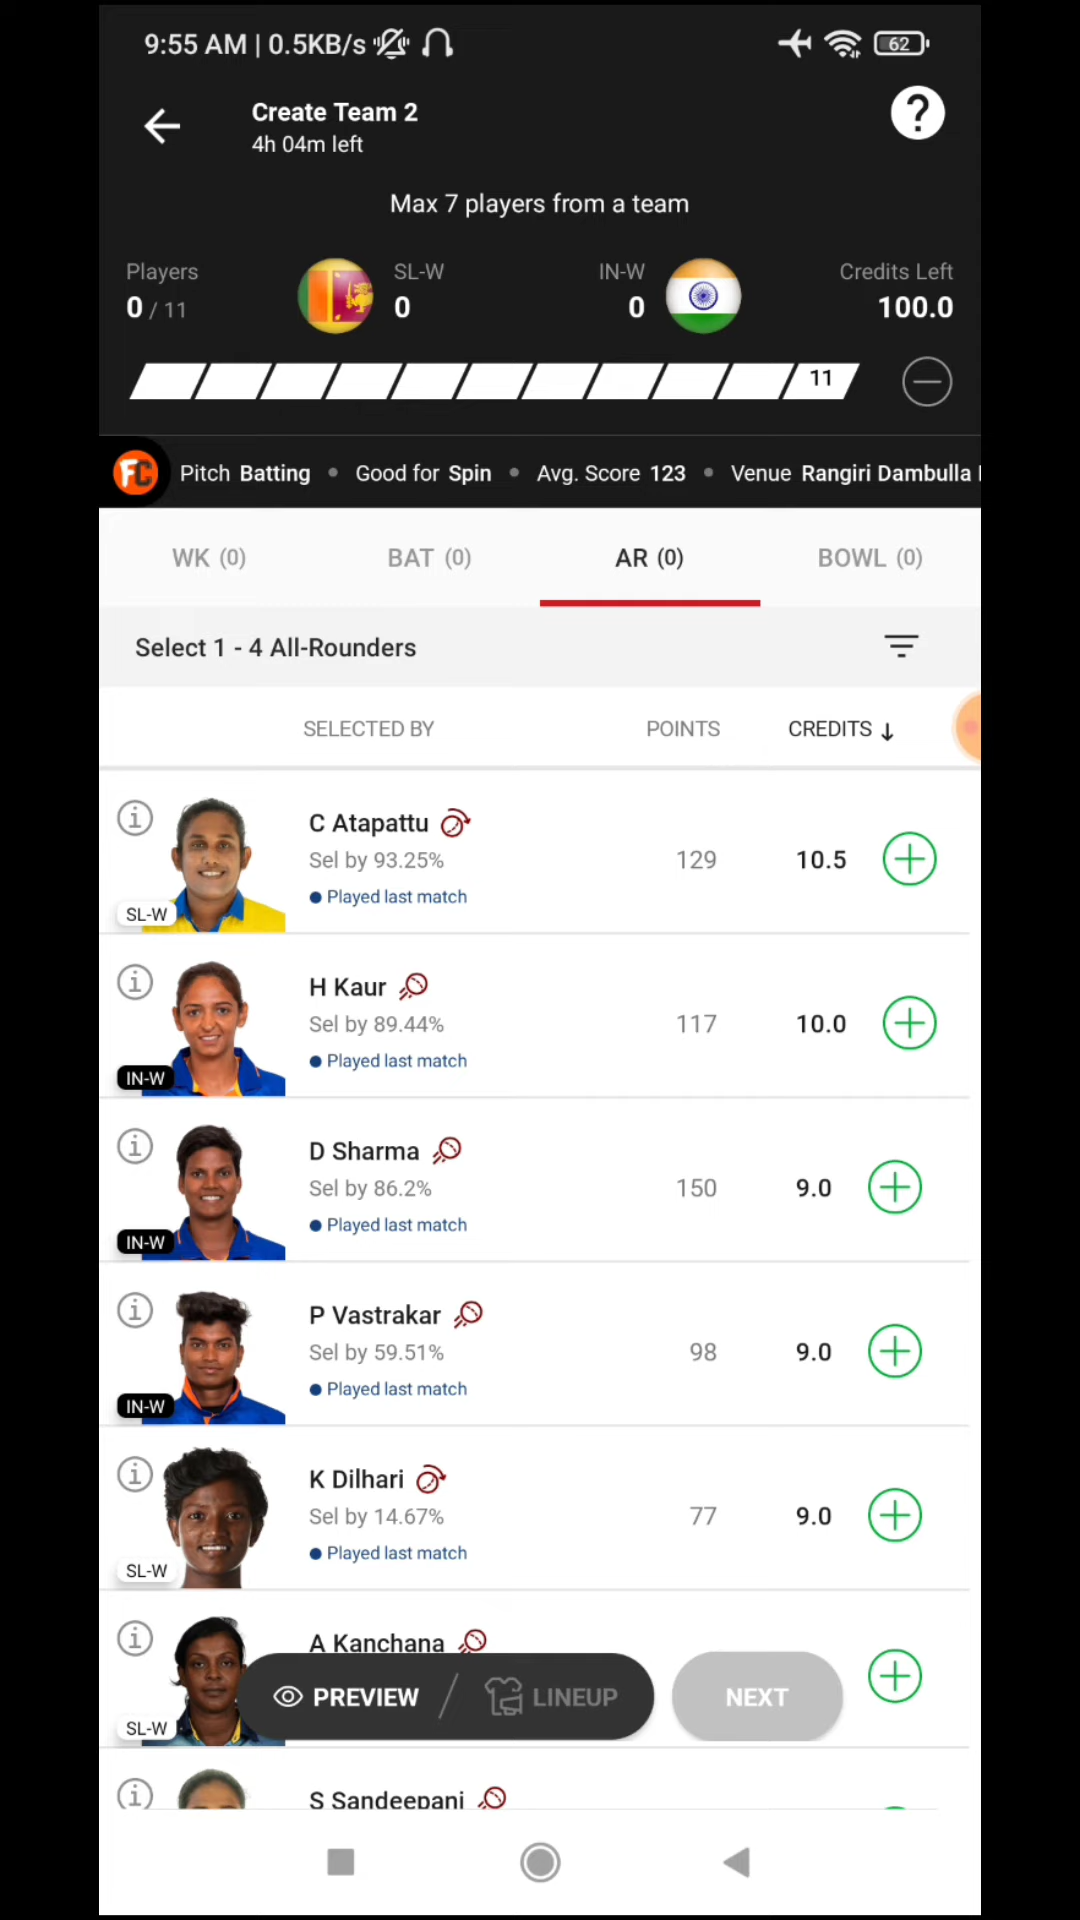 9:55 AM | 0.5KB/s
62
Create Team 2
4h 04m left
?
Max 7 players from a team
Players
SL-W
IN-W
Credits Left
0 / 11
0
0
100.0
11
FC Pitch Batting • Good for Spin • Avg. Score 123 • Venue Rangiri Dambulla
WK (0)
BAT (0)
AR (0)
BOWL (0)
Select 1 - 4 All-Rounders
SELECTED BY
POINTS
CREDITS ↓
C Atapattu
Sel by 93.25%
129
10.5
Played last match
SL-W
H Kaur
Sel by 89.44%
117
10.0
Played last match
IN-W
D Sharma
Sel by 86.2%
150
9.0
Played last match
IN-W
P Vastrakar
Sel by 59.51%
98
9.0
Played last match
IN-W
K Dilhari
Sel by 14.67%
77
9.0
Played last match
SL-W
A Kanchana
PREVIEW
LINEUP
NEXT
SL-W
S Sandeepani